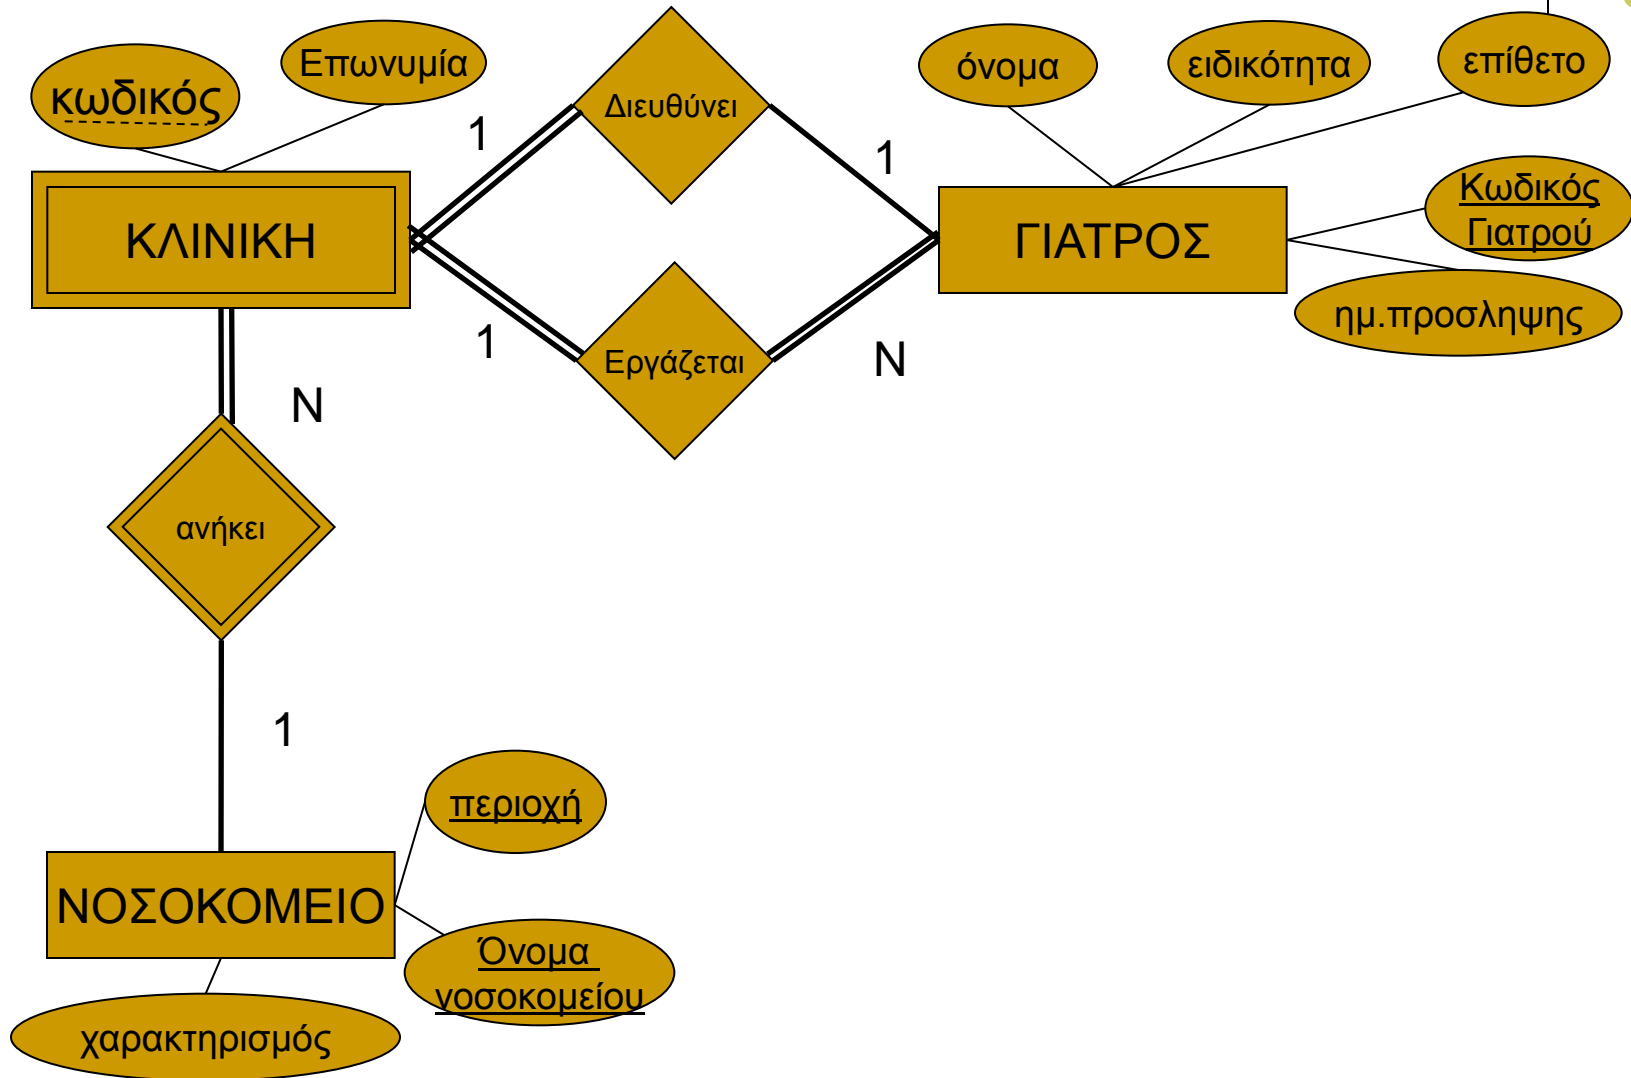 κωδικός
Επωνυμία
Διευθύνει
όνομα
ειδικότητα
επίθετο
1
1
ΚΛΙΝΙΚΗ
ΓΙΑΤΡΟΣ
Κωδικός
Γιατρού
ημ.προσληψης
1
Εργάζεται
N
N
ανήκει
1
περιοχή
ΝΟΣΟΚΟΜΕΙΟ
Όνομα
νοσοκομείου
χαρακτηρισμός